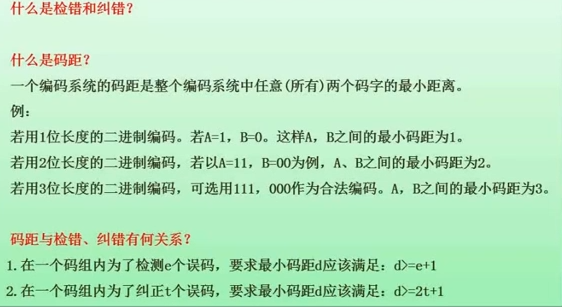 什么是检错和纠错？
什么是码距？
一个编码系统的码距是整个编码系统中任意(所有)两个码字的最小距离。
例：
若用1位长度的二进制编码。若A=1，B=0。这样A，B之间的最小码距为1。
若用2位长度的二进制编码，若以A=11，B=00为例，A、B之间的最小码距为2。
若用3位长度的二进制编码，可选用111，000作为合法编码。A，B之间的最小码距为3。
码距与检错、纠错有何关系？
1.在一个码组内为了检测e个误码，要求最小码距d应该满足：d>=e+1
2.在一个码组内为了纠正t个误码，要求最小码距d应该满足：d>=2t+1